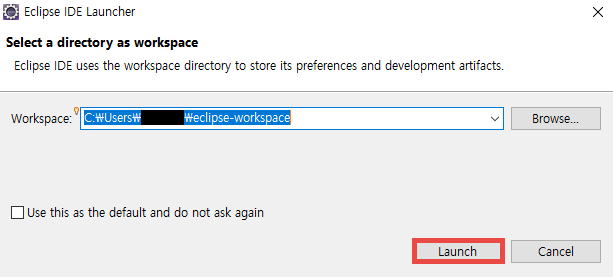 Eclipse IDE Launcher
Select a directory as workspace
Eclipse IDE uses the workspace directory to store its preferences and development artifacts.
Workspace: C:₩Users₩ ₩eclipse-workspace Browse...
Use this as the default and do not ask again
Launch Cancel